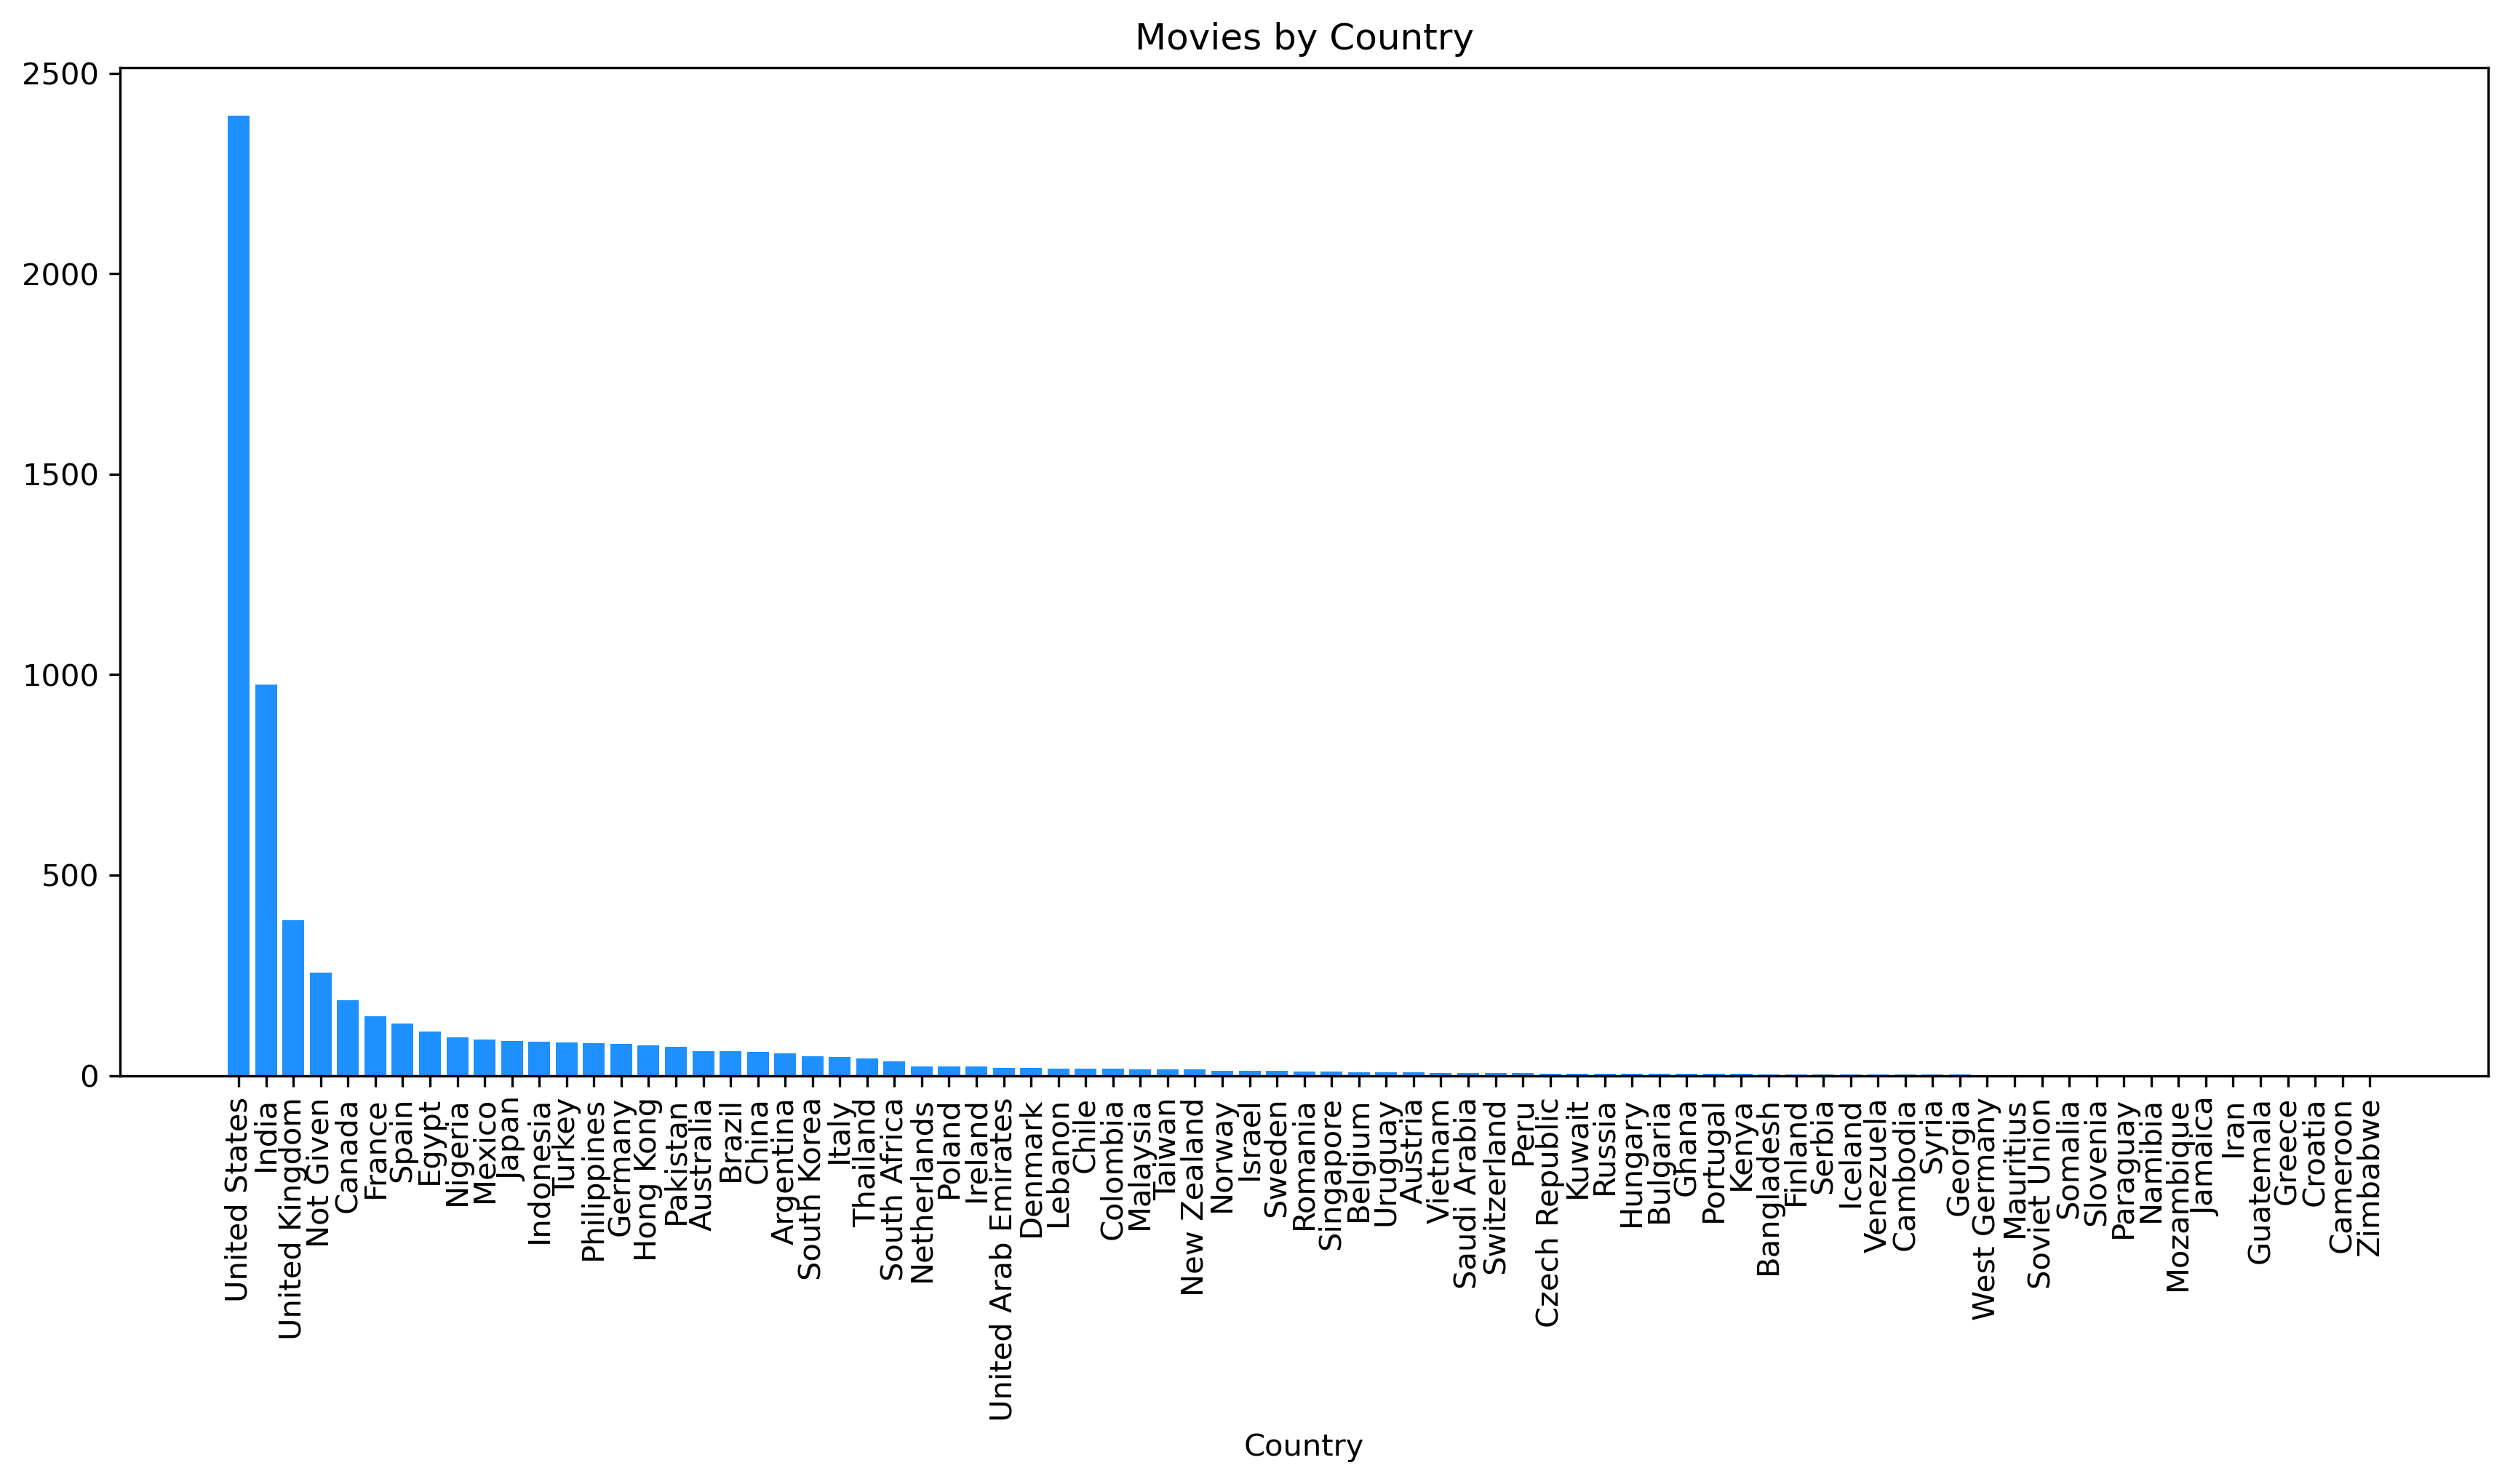 Movies by Country
2500
2000
1500
1000
500
0
United States
India
United Kingdom
Not Given
Canada
France
Spain
Egypt
Nigeria
Mexico
Japan
Indonesia
Turkey
Philippines
Germany
Hong Kong
Pakistan
Australia
Brazil
China
Argentina
South Korea
Italy
Thailand
South Africa
Netherlands
Poland
Ireland
United Arab Emirates
Denmark
Lebanon
Chile
Colombia
Malaysia
Taiwan
New Zealand
Norway
Israel
Sweden
Romania
Singapore
Belgium
Uruguay
Austria
Vietnam
Saudi Arabia
Switzerland
Peru
Czech Republic
Kuwait
Russia
Hungary
Bulgaria
Ghana
Portugal
Kenya
Bangladesh
Finland
Serbia
Iceland
Venezuela
Cambodia
Syria
Georgia
West Germany
Mauritius
Soviet Union
Somalia
Slovenia
Paraguay
Namibia
Mozambique
Jamaica
Iran
Guatemala
Greece
Croatia
Cameroon
Zimbabwe
Country